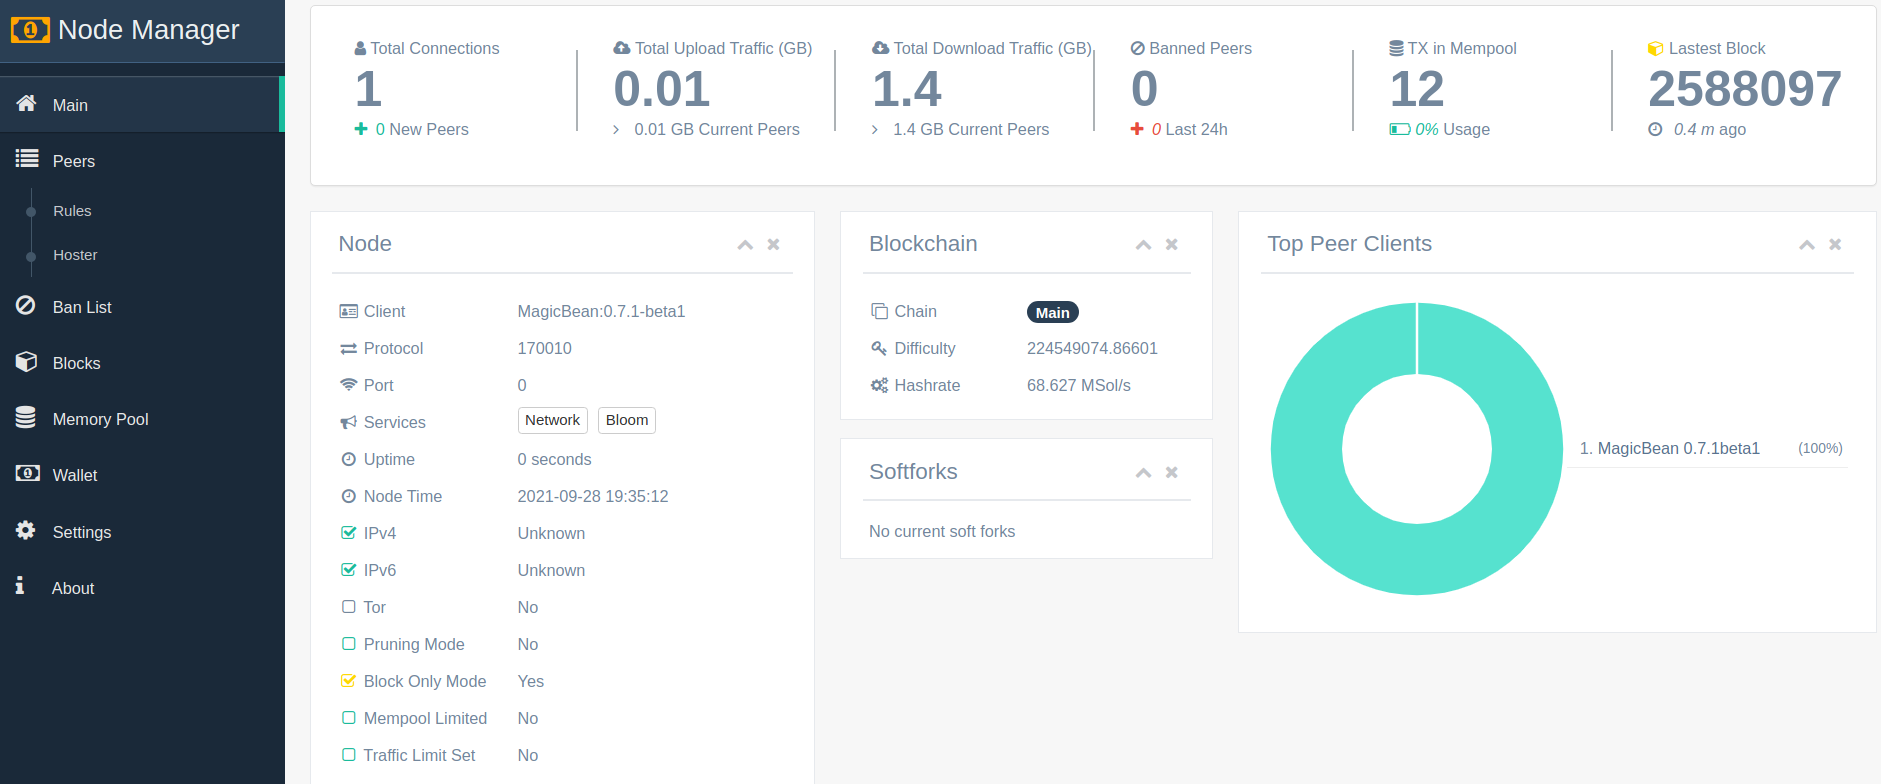 Node Manager
Main
Peers
Rules
Hoster
Ban List
Blocks
Memory Pool
Wallet
Settings
About
Total Connections
1
0 New Peers
Total Upload Traffic (GB)
0.01
0.01 GB Current Peers
Total Download Traffic (GB)
1.4
1.4 GB Current Peers
Banned Peers
0
0 Last 24h
TX in Mempool
12
0% Usage
Lastest Block
2588097
0.4 m ago
Node
Client MagicBean:0.7.1-beta1
Protocol 170010
Port 0
Services Network Bloom
Uptime 0 seconds
Node Time 2021-09-28 19:35:12
IPv4 Unknown
IPv6 Unknown
Tor No
Pruning Mode No
Block Only Mode Yes
Mempool Limited No
Traffic Limit Set No
Blockchain
Chain Main
Difficulty 224549074.86601
Hashrate 68.627 MSol/s
Softforks
No current soft forks
Top Peer Clients
1. MagicBean 0.7.1beta1 (100%)